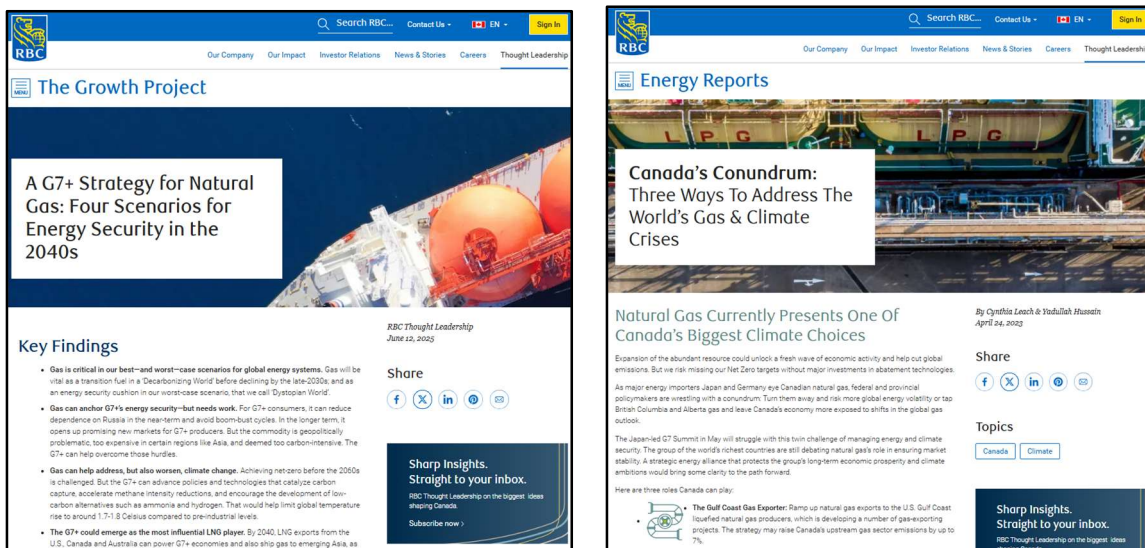 Search RBC...
Contact Us
EN
Sign In
RBC
Our Company
Our Impact
Investor Relations
News & Stories
Careers
Thought Leadership
MENU
The Growth Project
A G7+ Strategy for Natural
Gas: Four Scenarios for
Energy Security in the
2040s
RBC Thought Leadership
June 12, 2025
Key Findings
• Gas is critical in our best—and worst—case scenarios for global energy systems. Gas will be
vital as a transition fuel in a 'Decarbonizing World' before declining by the late-2030s; and as
an energy security cushion in our worst-case scenario, that we call 'Dystopian World'.
• Gas can anchor G7+'s energy security—but needs work. For G7+ consumers, it can reduce
dependence on Russia in the near-term and avoid boom-bust cycles. In the longer term, it
opens up promising new markets for G7+ producers. But the commodity is geopolitically
problematic, too expensive in certain regions like Asia, and deemed too carbon-intensive. The
G7+ can help overcome those hurdles.
• Gas can help address, but also worsen, climate change. Achieving net-zero before the 2060s
is challenged. But the G7+ can advance policies and technologies that catalyze carbon
capture, accelerate methane intensity reductions, and encourage the development of low-
carbon alternatives such as ammonia and hydrogen. That would help limit global temperature
rise to around 1.7-1.8 Celsius compared to pre-industrial levels.
• The G7+ could emerge as the most influential LNG player. By 2040, LNG exports from the
U.S., Canada and Australia can power G7+ economies and also ship gas to emerging Asia, as
Share
Sharp Insights.
Straight to your inbox.
RBC Thought Leadership on the biggest ideas
shaping Canada.
Subscribe now >
Search RBC...
Contact Us
EN
Sign In
RBC
Our Company
Our Impact
Investor Relations
News & Stories
Careers
Thought Leadershi
MENU
Energy Reports
LPG
LPG
Canada's Conundrum:
Three Ways To Address The
World's Gas & Climate
Crises
Natural Gas Currently Presents One Of
Canada's Biggest Climate Choices
By Cynthia Leach & Yadullah Hussain
April 24, 2023
Expansion of the abundant resource could unlock a fresh wave of economic activity and help cut global
emissions. But we risk missing our Net Zero targets without major investments in abatement technologies.
As major energy importers Japan and Germany eye Canadian natural gas, federal and provincial
policymakers are wrestling with a conundrum: Turn them away and risk more global energy volatility or tap
British Columbia and Alberta gas and leave Canada's economy more exposed to shifts in the global gas
outlook.
The Japan-led G7 Summit in May will struggle with this twin challenge of managing energy and climate
security. The group of the world's richest countries are still debating natural gas's role in ensuring market
stability. A strategic energy alliance that protects the group's long-term economic prosperity and climate
ambitions would bring some clarity to the path forward.
Here are three roles Canada can play:
• The Gulf Coast Gas Exporter: Ramp up natural gas exports to the U.S. Gulf Coast
liquefied natural gas producers, which is developing a number of gas-exporting
projects. The strategy may raise Canada's upstream gas sector emissions by up to
7%.
Share
Topics
Canada
Climate
Sharp Insights.
Straight to your inbox.
RBC Thought Leadership on the biggest ideas